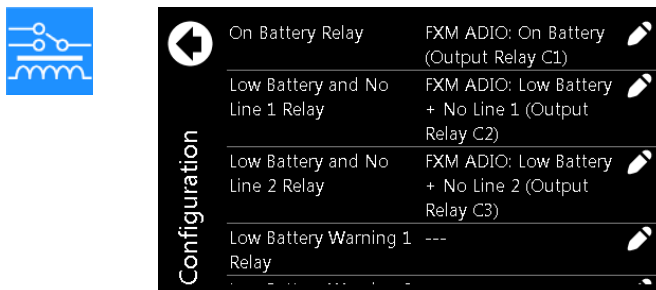 On Battery Relay
FXM ADIO: On Battery
(Output Relay C1)
Low Battery and No
Line 1 Relay
FXM ADIO: Low Battery
+ No Line 1 (Output
Relay C2)
Low Battery and No
Line 2 Relay
FXM ADIO: Low Battery
+ No Line 2 (Output
Relay C3)
Low Battery Warning 1
Relay
---
Configuration